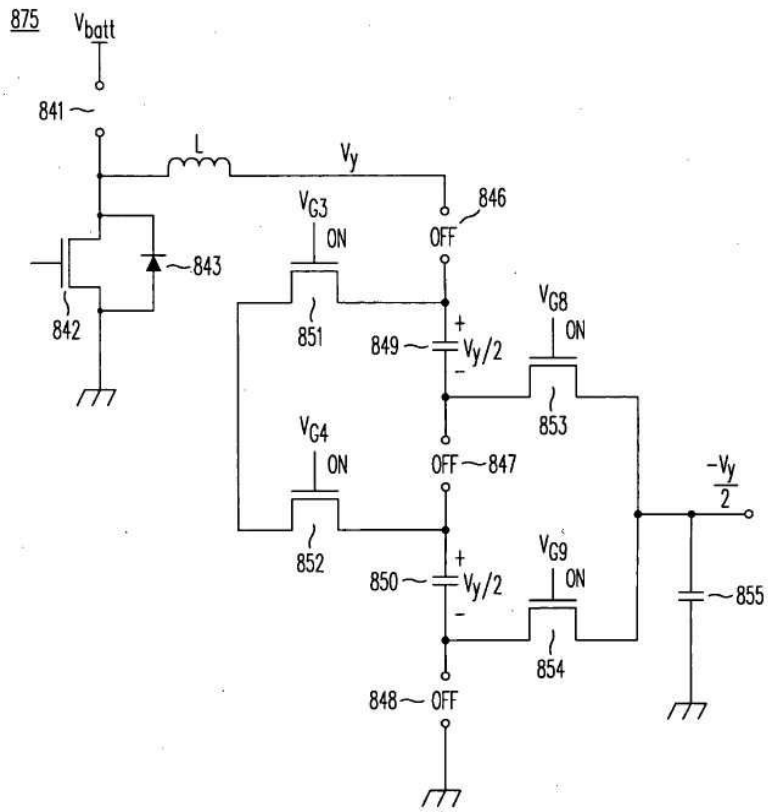 875
Vbatt
841
L
Vy
846
OFF
VG3
ON
843
842
851
+
849
Vy/2
-
VG8
ON
853
OFF
847
VG4
ON
852
-Vy/2
+
850
Vy/2
-
VG9
ON
854
855
848
OFF